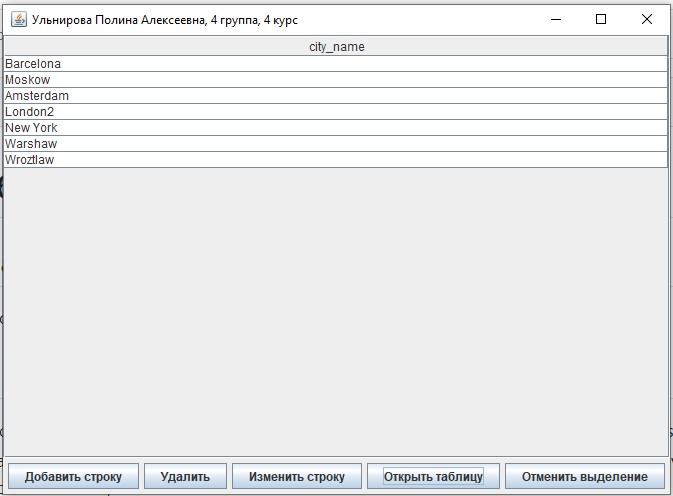 Ульнирова Полина Алексеевна, 4 группа, 4 курс
city_name
Barcelona
Moskow
Amsterdam
London2
New York
Warshaw
Wroztlaw
Добавить строку Удалить Изменить строку Открыть таблицу Отменить выделение